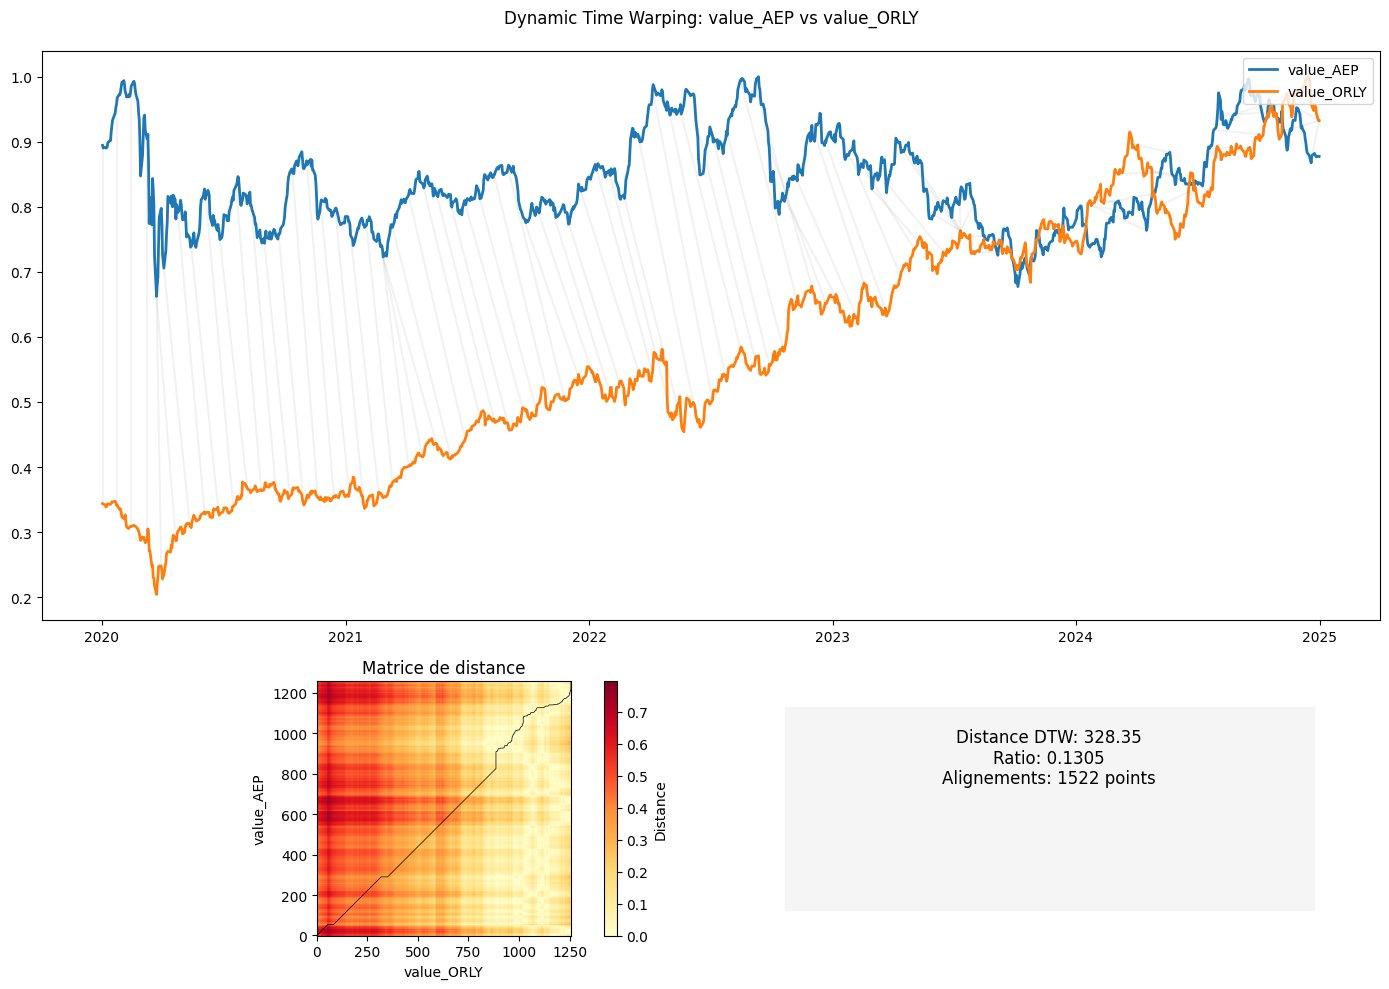 Dynamic Time Warping: value_AEP vs value_ORLY
1.0
0.9
0.8
0.7
0.6
0.5
0.4
0.3
0.2
value_AEP
value_ORLY
2020 2021 2022 2023 2024 2025
Matrice de distance
1200
1000
800
600
400
200
0
value_AEP
0 250 500 750 1000 1250
value_ORLY
0.7
0.6
0.5
0.4
0.3
0.2
0.1
0.0
Distance
Distance DTW: 328.35
Ratio: 0.1305
Alignements: 1522 points